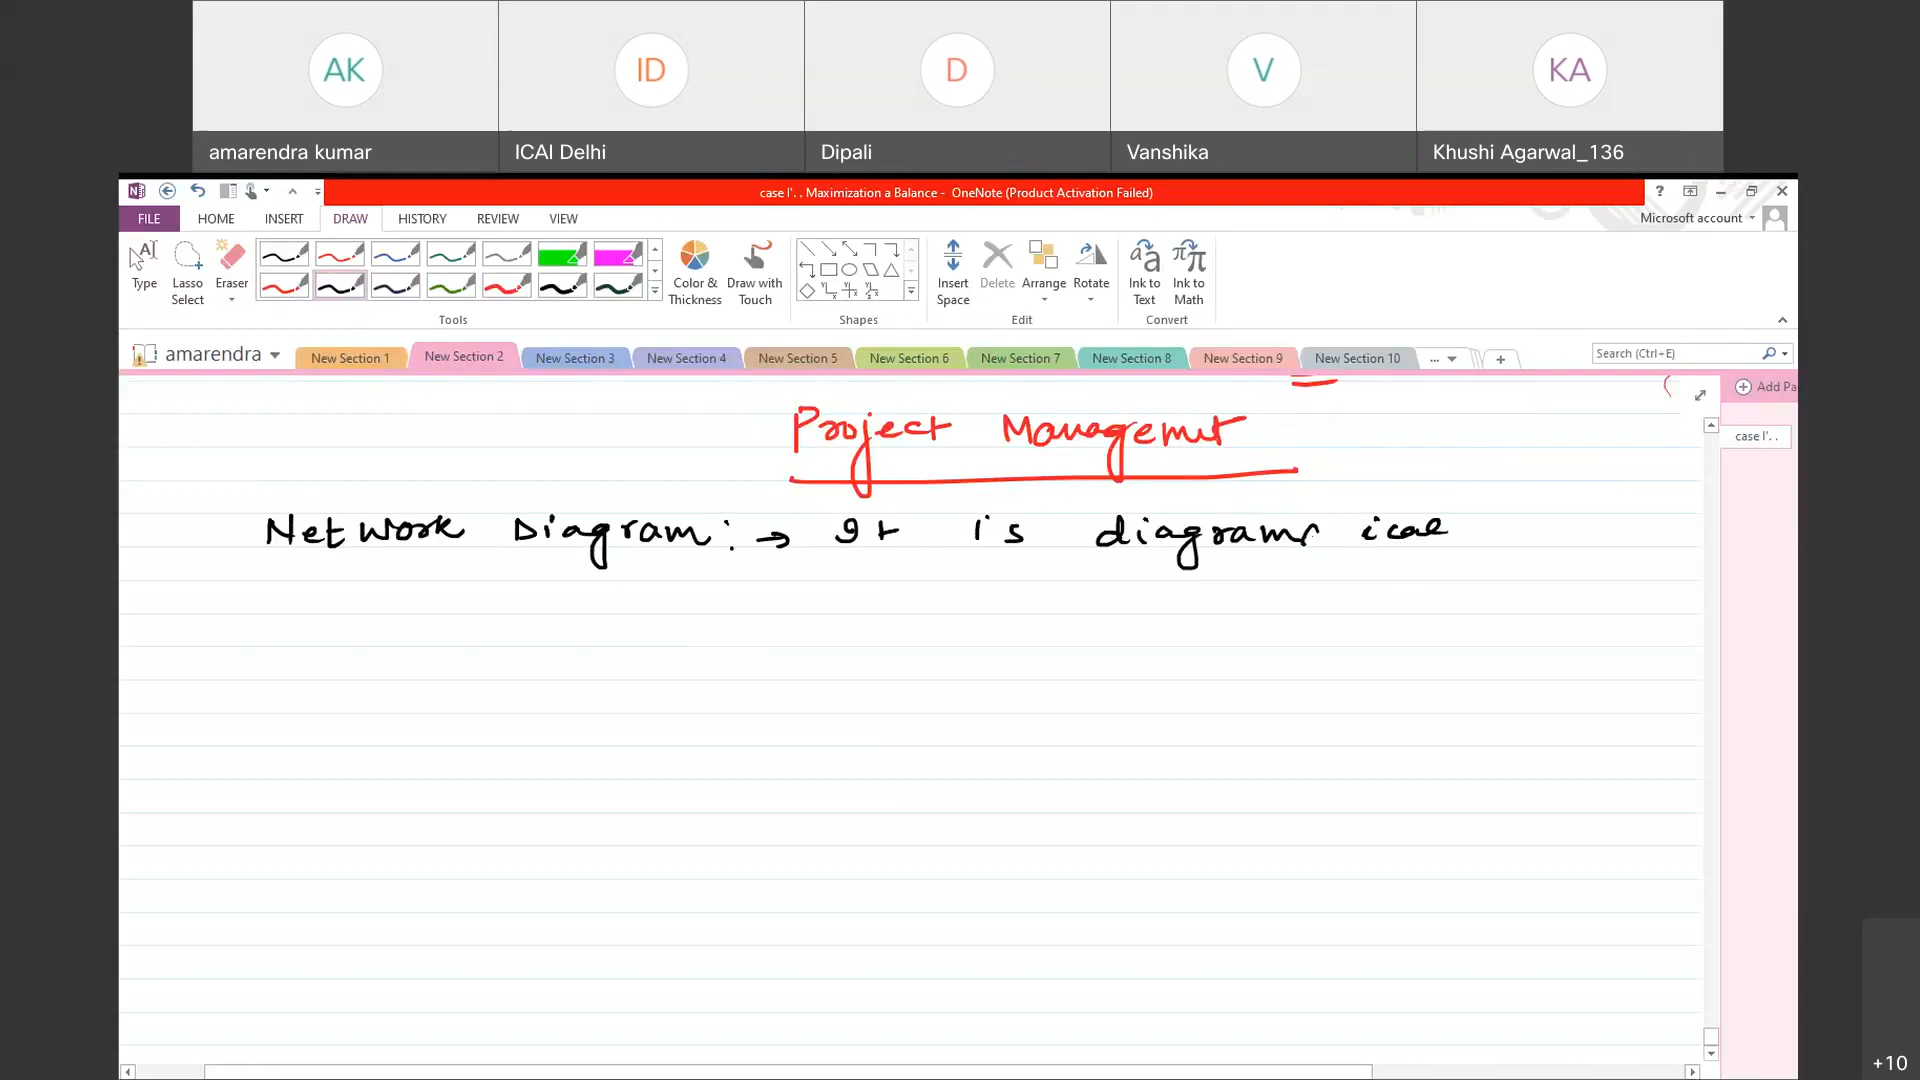 AK ID D V KA
amarendra kumar ICAI Delhi Dipali Vanshika Khushi Agarwal_136
case I'. . Maximization a Balance - OneNote (Product Activation Failed)
?
FILE HOME INSERT DRAW HISTORY REVIEW VIEW Microsoft account
Type Lasso Select Eraser Color & Thickness Draw with Touch Insert Space Delete Arrange Rotate Ink to Text Ink to Math
Tools Shapes Edit Convert
amarendra New Section 1 New Section 2 New Section 3 New Section 4 New Section 5 New Section 6 New Section 7 New Section 8 New Section 9 New Section 10 ... Search (Ctrl+E)
Add Pa
Project Managemnt
case I'. .
Network Diagram :→ It is diagram ical
+10